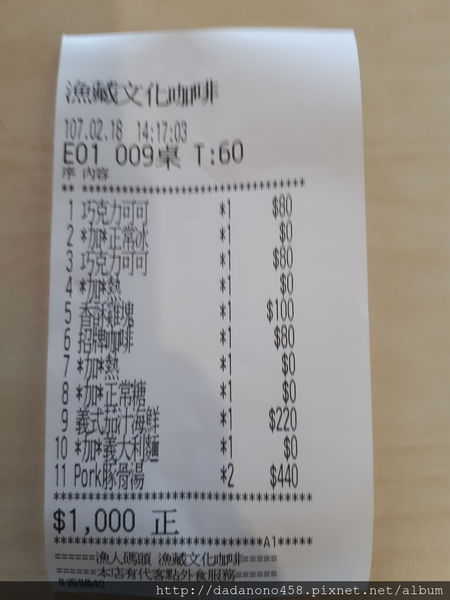 漁藏文化咖啡
107.02.18 14:17:03
E01 009桌 T:60
序 內容
** *****************************
1 巧克力可可 *1 $80
2 *加*正常冰 *1 $0
3 巧克力可可 *1 $80
4 *加*熱 *1 $0
5 香酥雞塊 *1 $100
6 招牌咖啡 *1 $80
7 *加*熱 *1 $0
8 *加*正常糖 *1 $0
9 義式茄汁海鮮 *1 $220
10 *加*義大利麵 *1 $0
11 Pork豚骨湯 *2 $440
********************************
$1,000 正
**************************A1****
======漁人碼頭 漁藏文化咖啡=====
======本店有代客點外食服務=====
http://dadanono458.pixnet.net/album